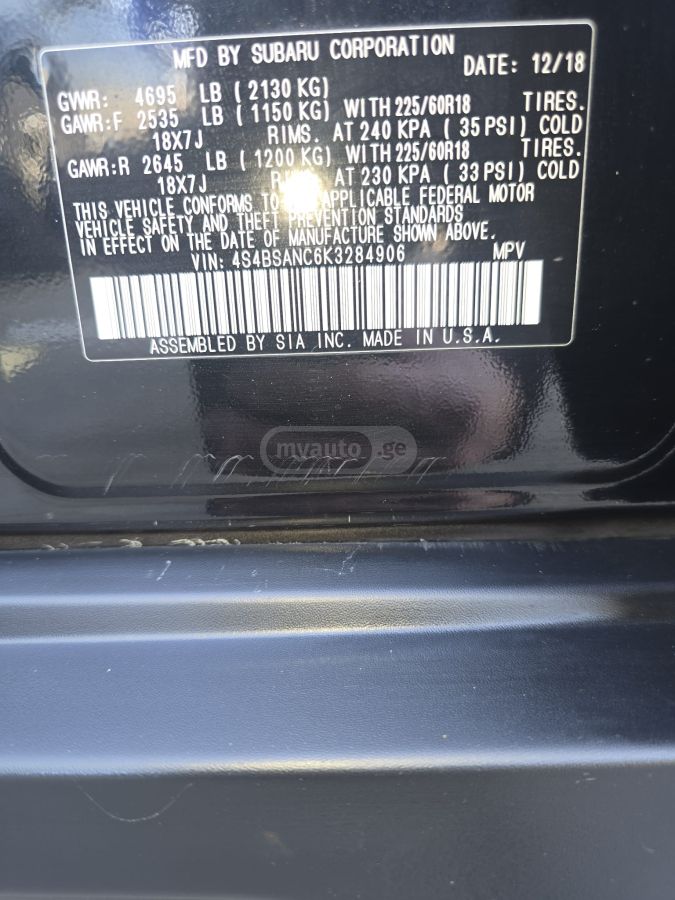 MFD BY SUBARU CORPORATION
DATE: 12/18
GVWR: 4695 LB (2130 KG)
GAWR:F 2535 LB (1150 KG) WITH 225/60R18 TIRES.
18X7J RIMS. AT 240 KPA (35 PSI) COLD
GAWR:R 2645 LB (1200 KG) WITH 225/60R18 TIRES.
18X7J AT 230 KPA (33 PSI) COLD
THIS VEHICLE CONFORMS TO APPLICABLE FEDERAL MOTOR
VEHICLE SAFETY AND THEFT PREVENTION STANDARDS
IN EFFECT ON THE DATE OF MANUFACTURE SHOWN ABOVE.
VIN: 4S4BSANC6K3284906 MPV
ASSEMBLED BY SIA INC. MADE IN U.S.A.
myauto.ge